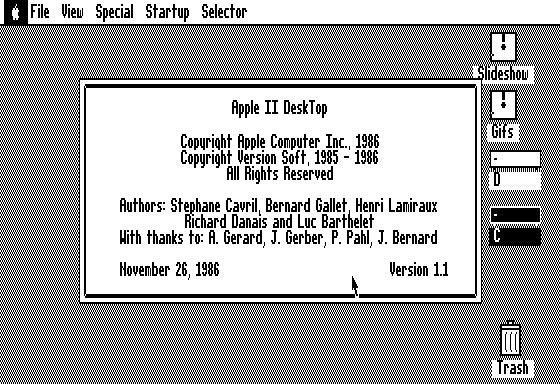 File View Special Startup Selector
Slideshow
Gifs
D
C
Trash
Apple II DeskTop
Copyright Apple Computer Inc., 1986
Copyright Version Soft, 1985 - 1986
All Rights Reserved
Authors: Stephane Cavril, Bernard Gallet, Henri Lamiraux
Richard Danais and Luc Barthelet
With thanks to: A. Gerard, J. Gerber, P. Pahl, J. Bernard
November 26, 1986 Version 1.1